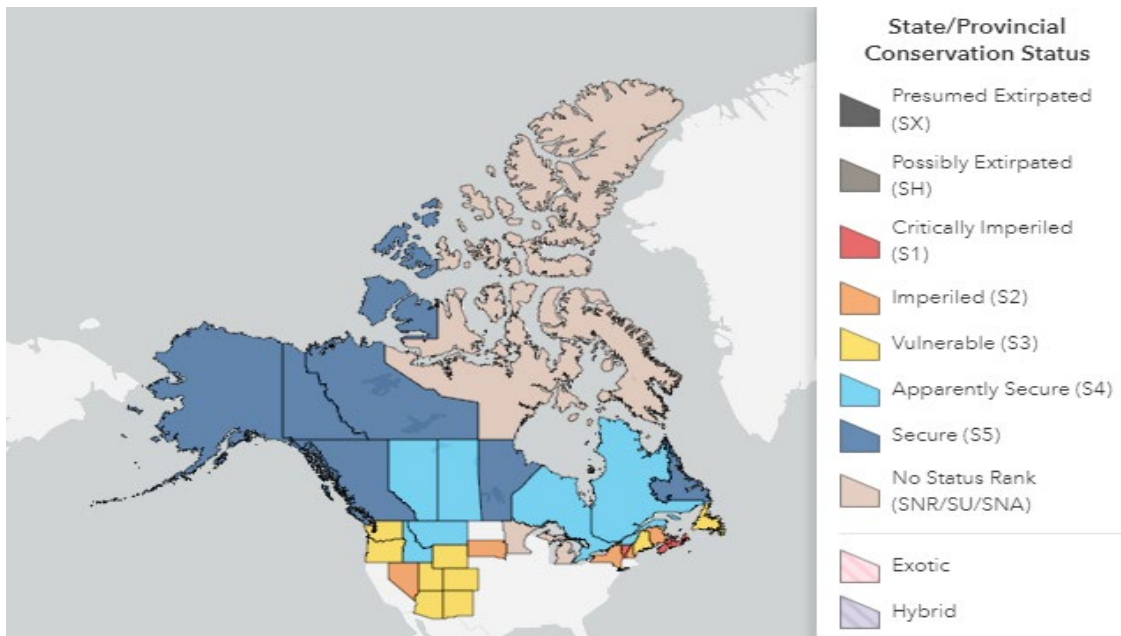 State/Provincial
Conservation Status
Presumed Extirpated
(SX)
Possibly Extirpated
(SH)
Critically Imperiled
(S1)
Imperiled (S2)
Vulnerable (S3)
Apparently Secure (S4)
Secure (S5)
No Status Rank
(SNR/SU/SNA)
Exotic
Hybrid